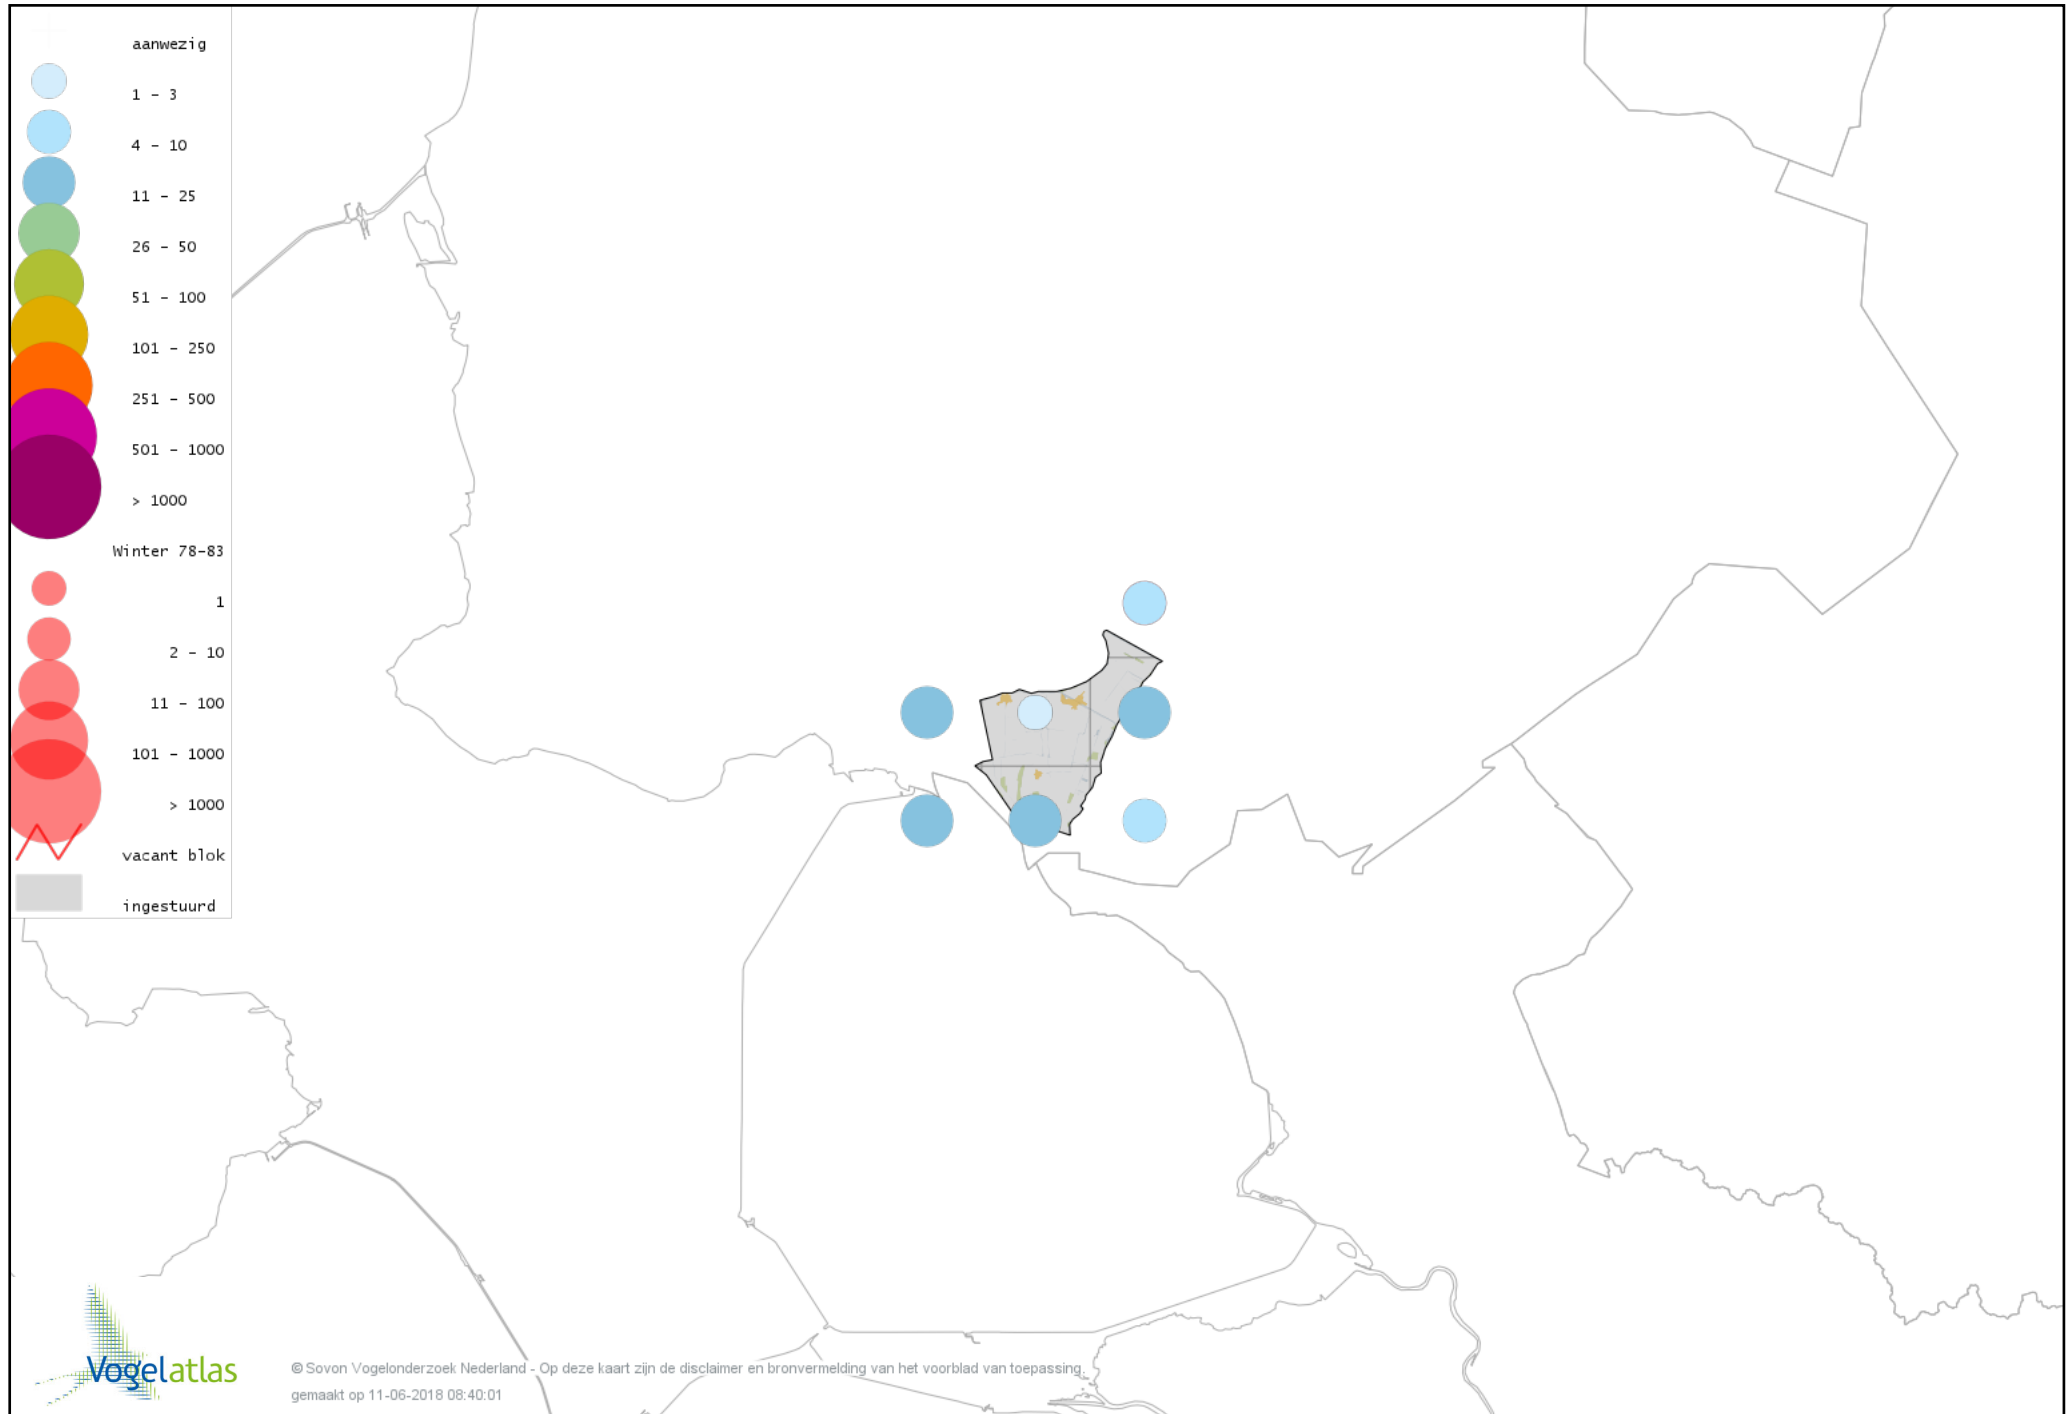 aanwezig
1 - 3
4 - 10
11 - 25
26 - 50
51 - 100
101 - 250
251 - 500
501 - 1000
> 1000
Winter 78-83
1
2 - 10
11 - 100
101 - 1000
> 1000
vacant blok
ingestuurd
Vogelatlas
© Sovon Vogelonderzoek Nederland - Op deze kaart zijn de disclaimer en bronvermelding van het voorblad van toepassing.
gemaakt op 11-06-2018 08:40:01